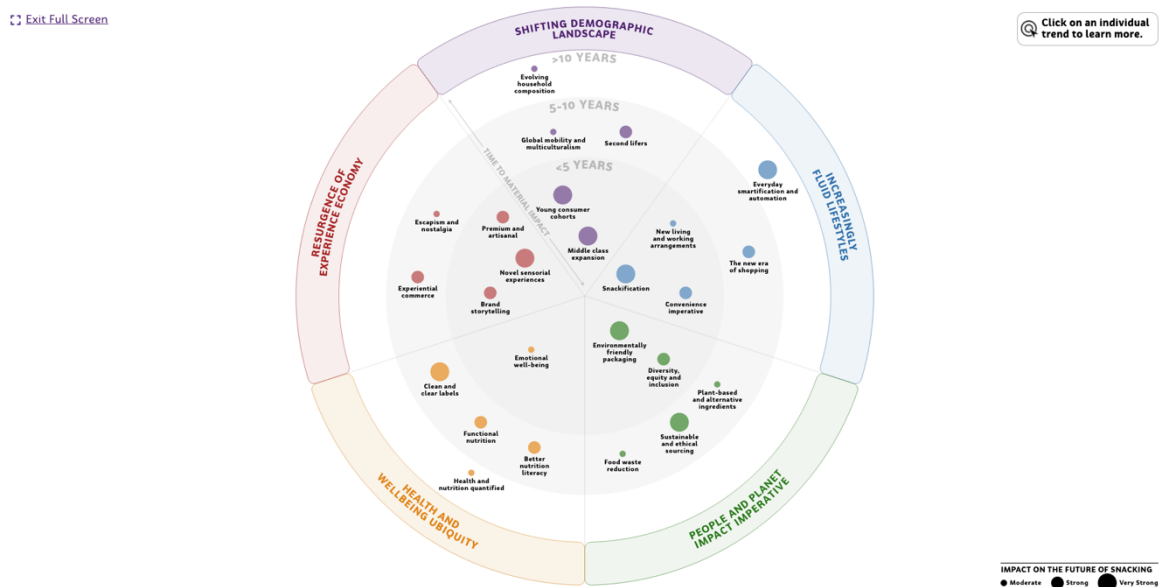 Exit Full Screen
Click on an individual
trend to learn more.
SHIFTING DEMOGRAPHIC
LANDSCAPE
>10 YEARS
Evolving
household
composition
5-10 YEARS
Global mobility and
multiculturalism
Second lifers
<5 YEARS
TIME TO MATERIAL IMPACT
Young consumer
cohorts
Middle class
expansion
INCREASINGLY
FLUID LIFESTYLES
Everyday
smartification and
automation
New living
and working
arrangements
The new era
of shopping
Snackification
Convenience
imperative
RESURGENCE OF
EXPERIENCE ECONOMY
Escapism and
nostalgia
Premium and
artisanal
Novel sensorial
experiences
Experiential
commerce
Brand
storytelling
Environmentally
friendly
packaging
Diversity,
equity and
inclusion
Plant-based
and alternative
ingredients
Sustainable
and ethical
sourcing
Food waste
reduction
PEOPLE AND PLANET
IMPACT IMPERATIVE
Emotional
well-being
Clean and
clear labels
Functional
nutrition
Better
nutrition
literacy
Health and
nutrition quantified
HEALTH AND
WELLBEING UBIQUITY
IMPACT ON THE FUTURE OF SNACKING
Moderate Strong Very Strong